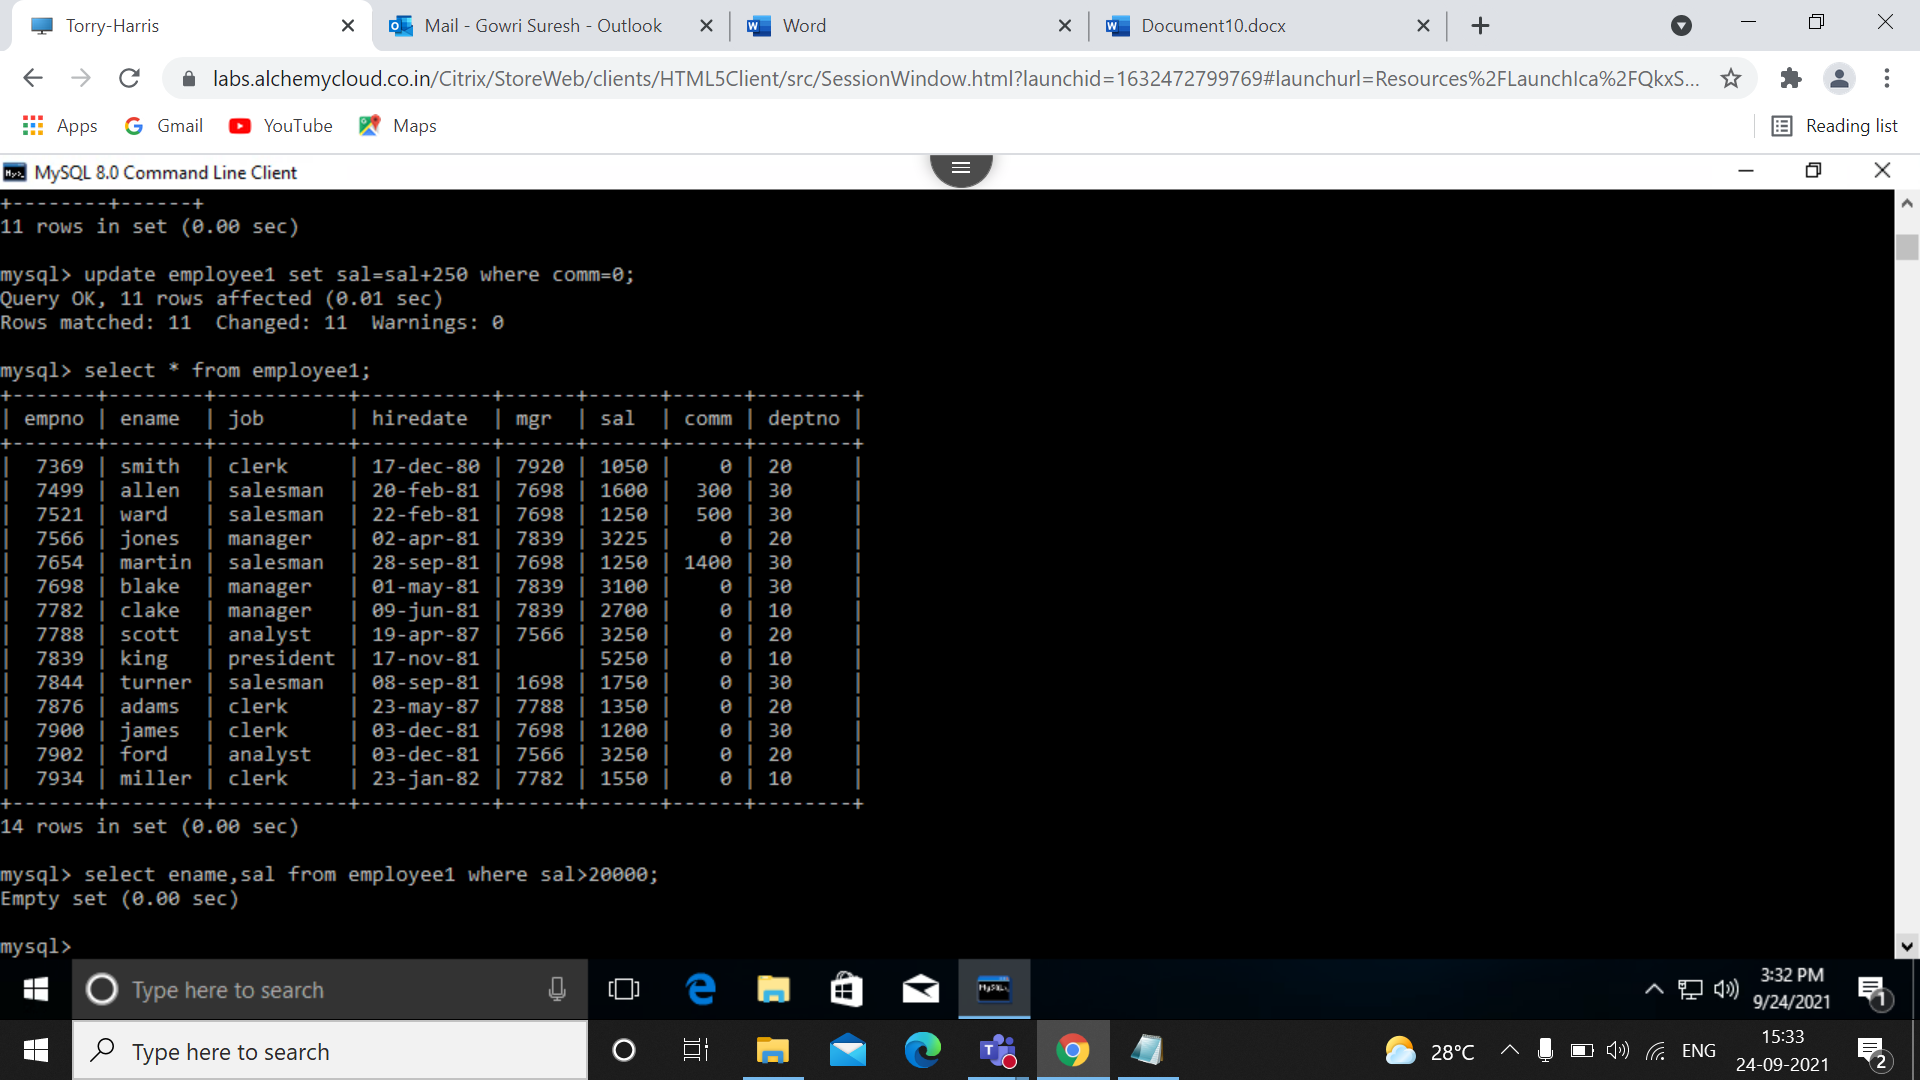 Torry-Harris
Mail - Gowri Suresh - Outlook
Word
Document10.docx
labs.alchemycloud.co.in/Citrix/StoreWeb/clients/HTML5Client/src/SessionWindow.html?launchid=1632472799769#launchurl=Resources%2FLaunchIca%2FQkxS...
Apps Gmail YouTube Maps Reading list
MySQL 8.0 Command Line Client
+--------+------+
11 rows in set (0.00 sec)
mysql> update employee1 set sal=sal+250 where comm=0;
Query OK, 11 rows affected (0.01 sec)
Rows matched: 11  Changed: 11  Warnings: 0
mysql> select * from employee1;
+-------+--------+-----------+-----------+------+------+------+--------+
| empno | ename  | job       | hiredate  | mgr  | sal  | comm | deptno |
+-------+--------+-----------+-----------+------+------+------+--------+
|  7369 | smith  | clerk     | 17-dec-80 | 7920 | 1050 |    0 | 20     |
|  7499 | allen  | salesman  | 20-feb-81 | 7698 | 1600 |  300 | 30     |
|  7521 | ward   | salesman  | 22-feb-81 | 7698 | 1250 |  500 | 30     |
|  7566 | jones  | manager   | 02-apr-81 | 7839 | 3225 |    0 | 20     |
|  7654 | martin | salesman  | 28-sep-81 | 7698 | 1250 | 1400 | 30     |
|  7698 | blake  | manager   | 01-may-81 | 7839 | 3100 |    0 | 30     |
|  7782 | clake  | manager   | 09-jun-81 | 7839 | 2700 |    0 | 10     |
|  7788 | scott  | analyst   | 19-apr-87 | 7566 | 3250 |    0 | 20     |
|  7839 | king   | president | 17-nov-81 |      | 5250 |    0 | 10     |
|  7844 | turner | salesman  | 08-sep-81 | 1698 | 1750 |    0 | 30     |
|  7876 | adams  | clerk     | 23-may-87 | 7788 | 1350 |    0 | 20     |
|  7900 | james  | clerk     | 03-dec-81 | 7698 | 1200 |    0 | 30     |
|  7902 | ford   | analyst   | 03-dec-81 | 7566 | 3250 |    0 | 20     |
|  7934 | miller | clerk     | 23-jan-82 | 7782 | 1550 |    0 | 10     |
+-------+--------+-----------+-----------+------+------+------+--------+
14 rows in set (0.00 sec)
mysql> select ename,sal from employee1 where sal>20000;
Empty set (0.00 sec)
mysql>
Type here to search
3:32 PM
9/24/2021
1
Type here to search
28°C
ENG
15:33
24-09-2021
2